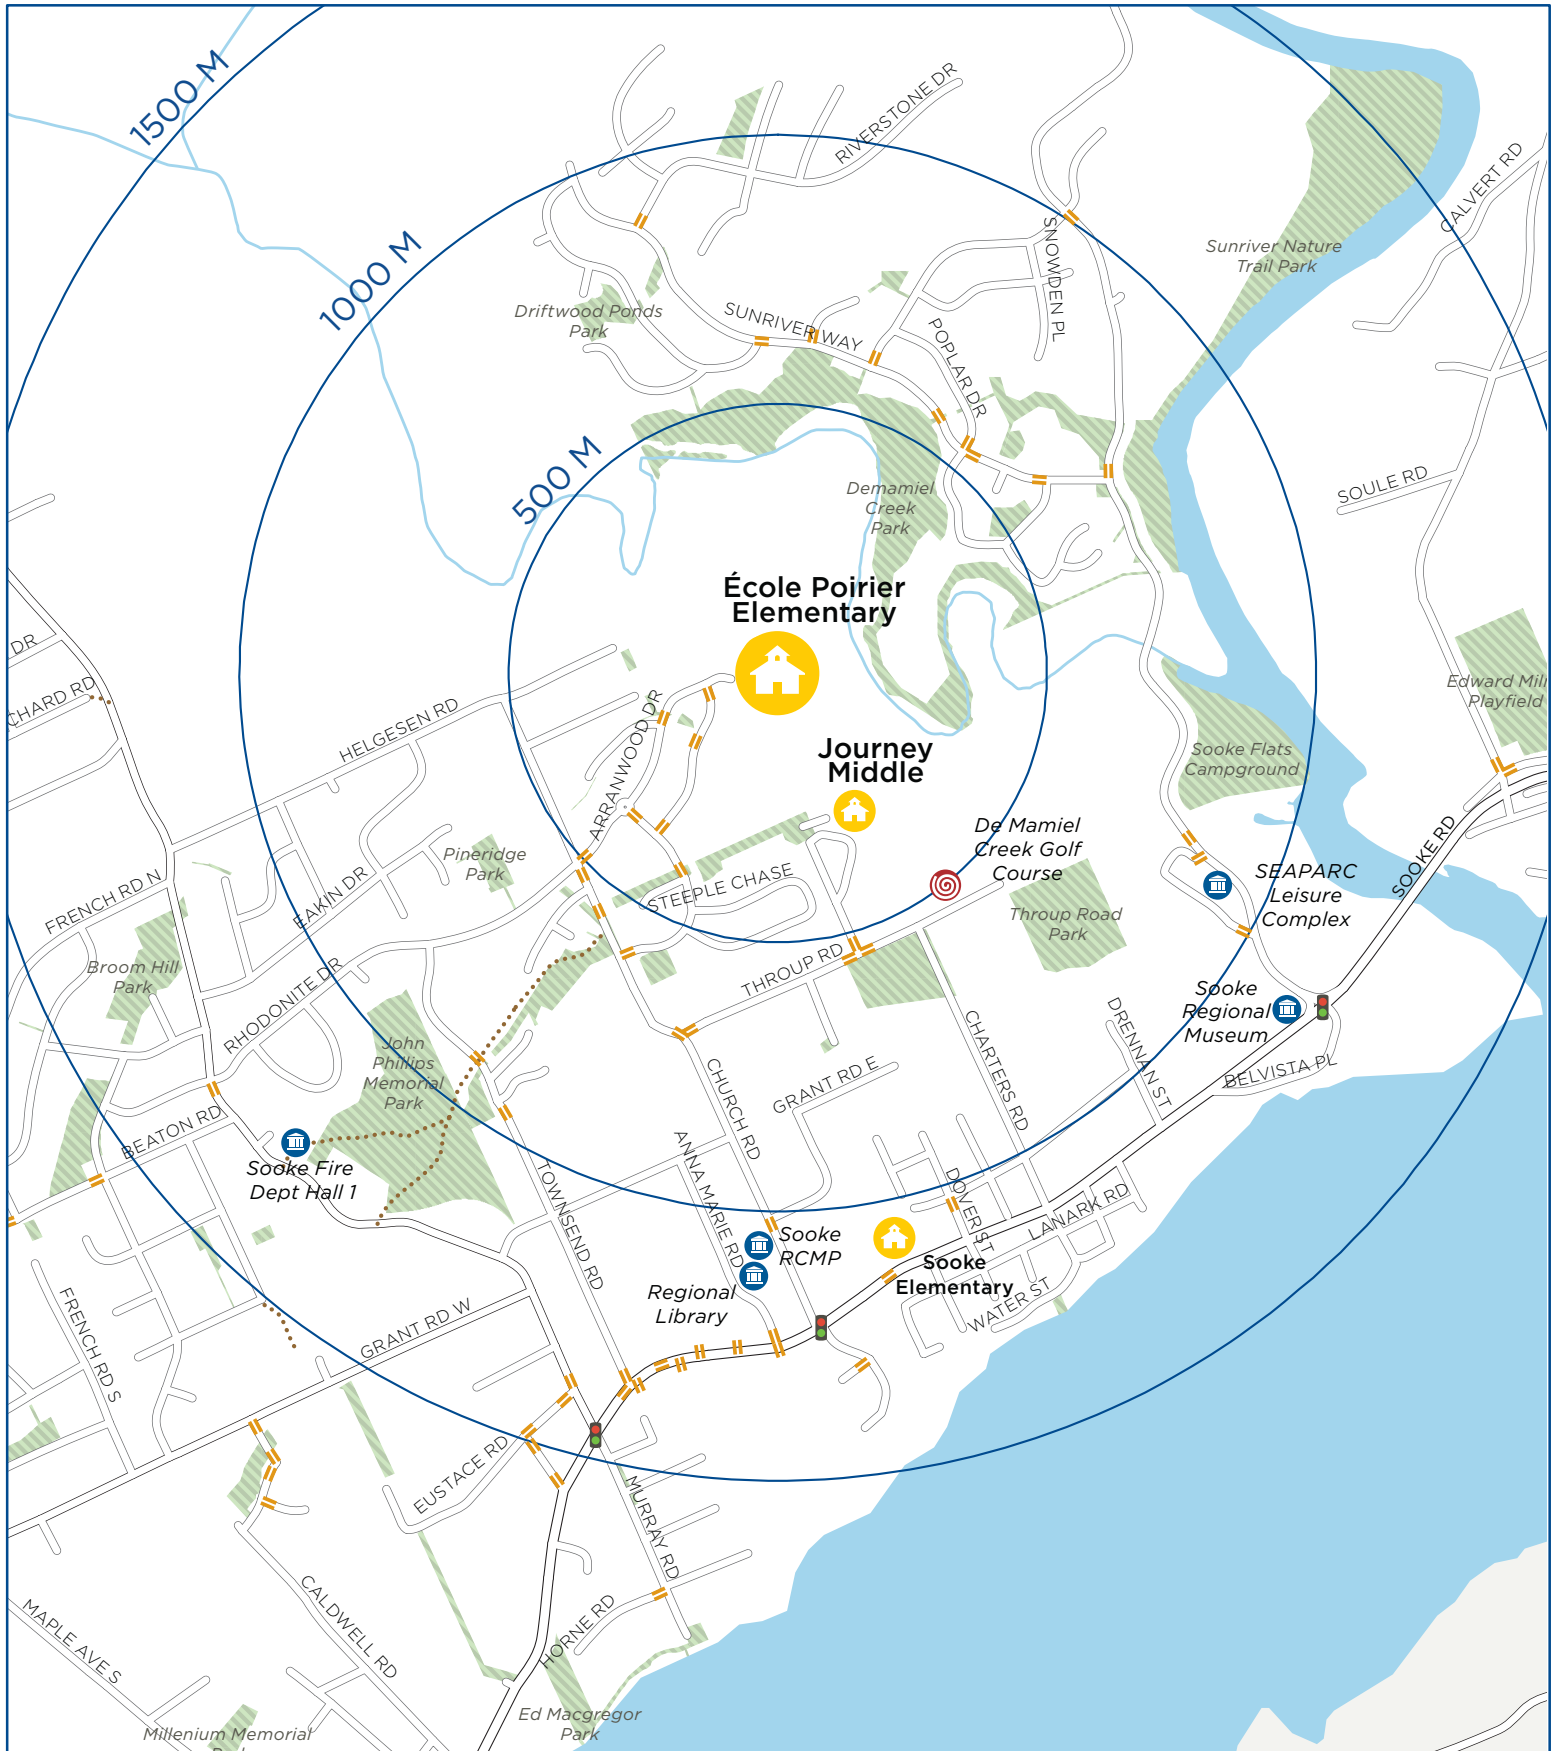 1500 M
RIVERSTONE DR
CALVERT RD
1000 M
SNOWDEN PL
Sunriver Nature
Trail Park
Driftwood Ponds
Park
SUNRIVER WAY
POPLAR DR
500 M
SOULE RD
Demamiel
Creek
Park
École Poirier
Elementary
DR
CHARD RD
HELGESEN RD
ARRANWOOD DR
Edward Mil
Playfield
Journey
Middle
Sooke Flats
Campground
De Mamiel
Creek Golf
Course
SOOKE RD
Pineridge
Park
STEEPLE CHASE
SEAPARC
Leisure
Complex
FRENCH RD N
EAKIN DR
Throup Road
Park
Broom Hill
Park
RHODONITE DR
THROUP RD
Sooke
Regional
Museum
John
Phillips
Memorial
Park
CHARTERS RD
DRENNAN ST
BELVISTA PL
CHURCH RD
GRANT RD E
BEATON RD
Sooke Fire
Dept Hall 1
TOWNSEND RD
ANNA MARIE RD
DOVER ST
LANARK RD
Sooke
RCMP
Sooke
Elementary
Regional
Library
WATER ST
FRENCH RD S
GRANT RD W
EUSTACE RD
MURRAY RD
CALDWELL RD
HORNE RD
MAPLE AVE S
Ed Macgregor
Park
Millenium Memorial